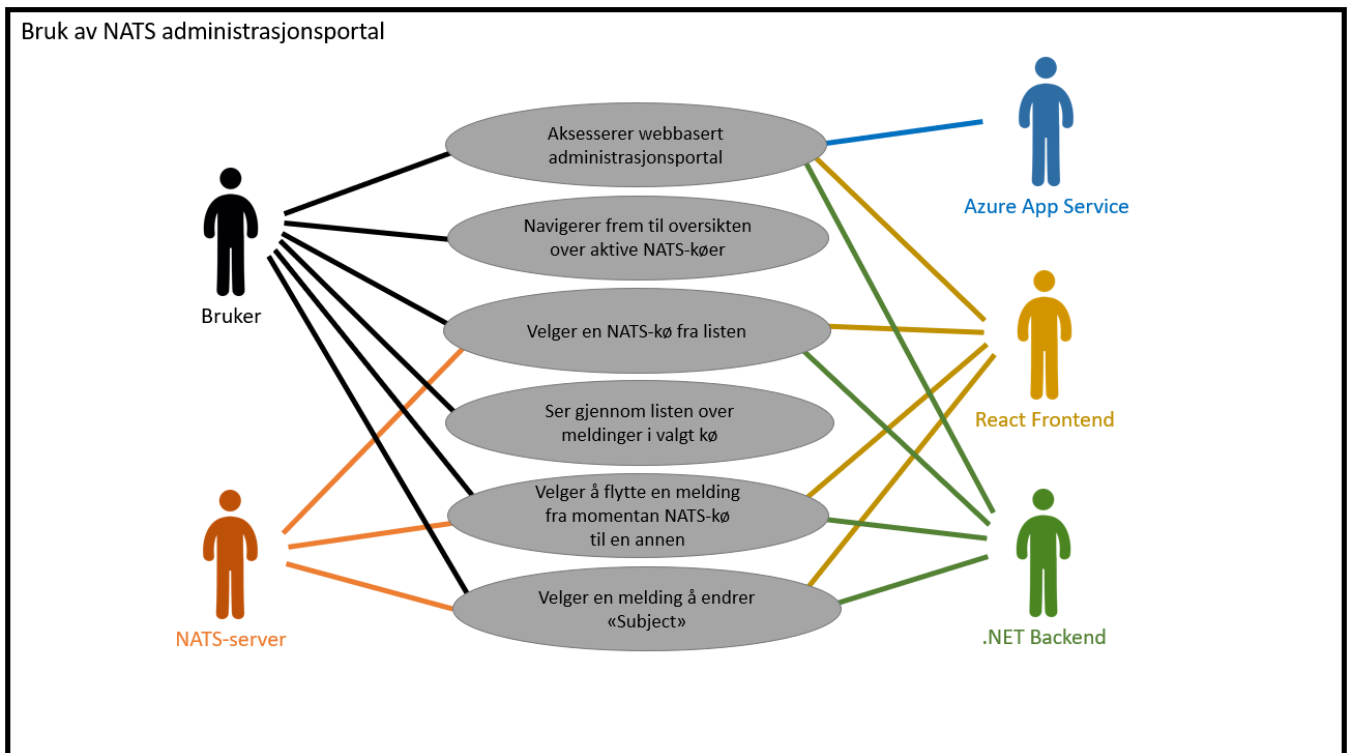 Bruk av NATS administrasjonsportal
Aksesserer webbasert
administrasjonsportal
Azure App Service
Navigerer frem til oversikten
over aktive NATS-køer
Bruker
Velger en NATS-kø fra listen
Ser gjennom listen over
meldinger i valgt kø
React Frontend
Velger å flytte en melding
fra momentan NATS-kø
til en annen
Velger en melding å endrer
«Subject»
NATS-server
.NET Backend